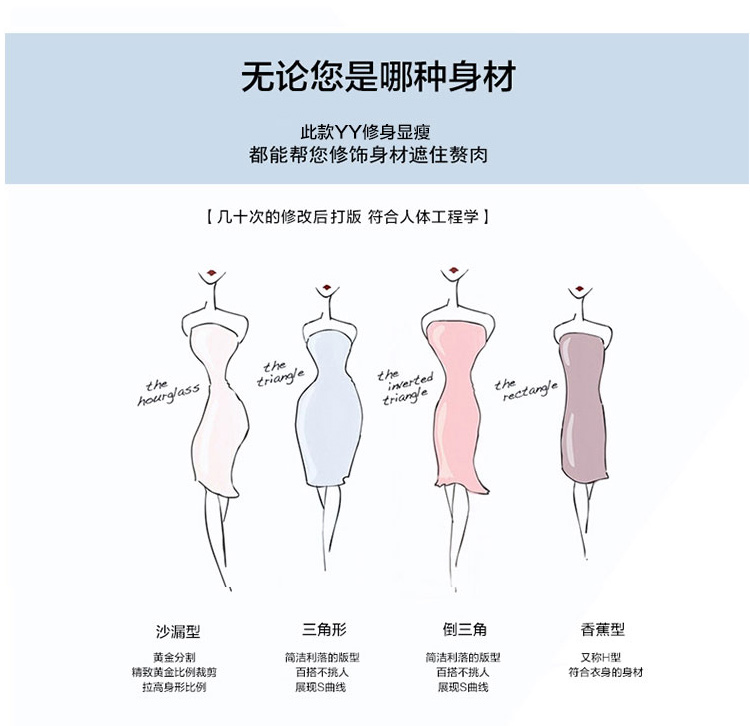 无论您是哪种身材
此款YY修身显瘦
都能帮您修饰身材遮住赘肉
【几十次的修改后打版 符合人体工程学】
the
hourglass
the
triangle
the
inverted
triangle
the
rectangle
沙漏型
黄金分割
精致黄金比例裁剪
拉高身形比例
三角形
简洁利落的版型
百搭不挑人
展现S曲线
倒三角
简洁利落的版型
百搭不挑人
展现S曲线
香蕉型
又称H型
符合衣身的身材